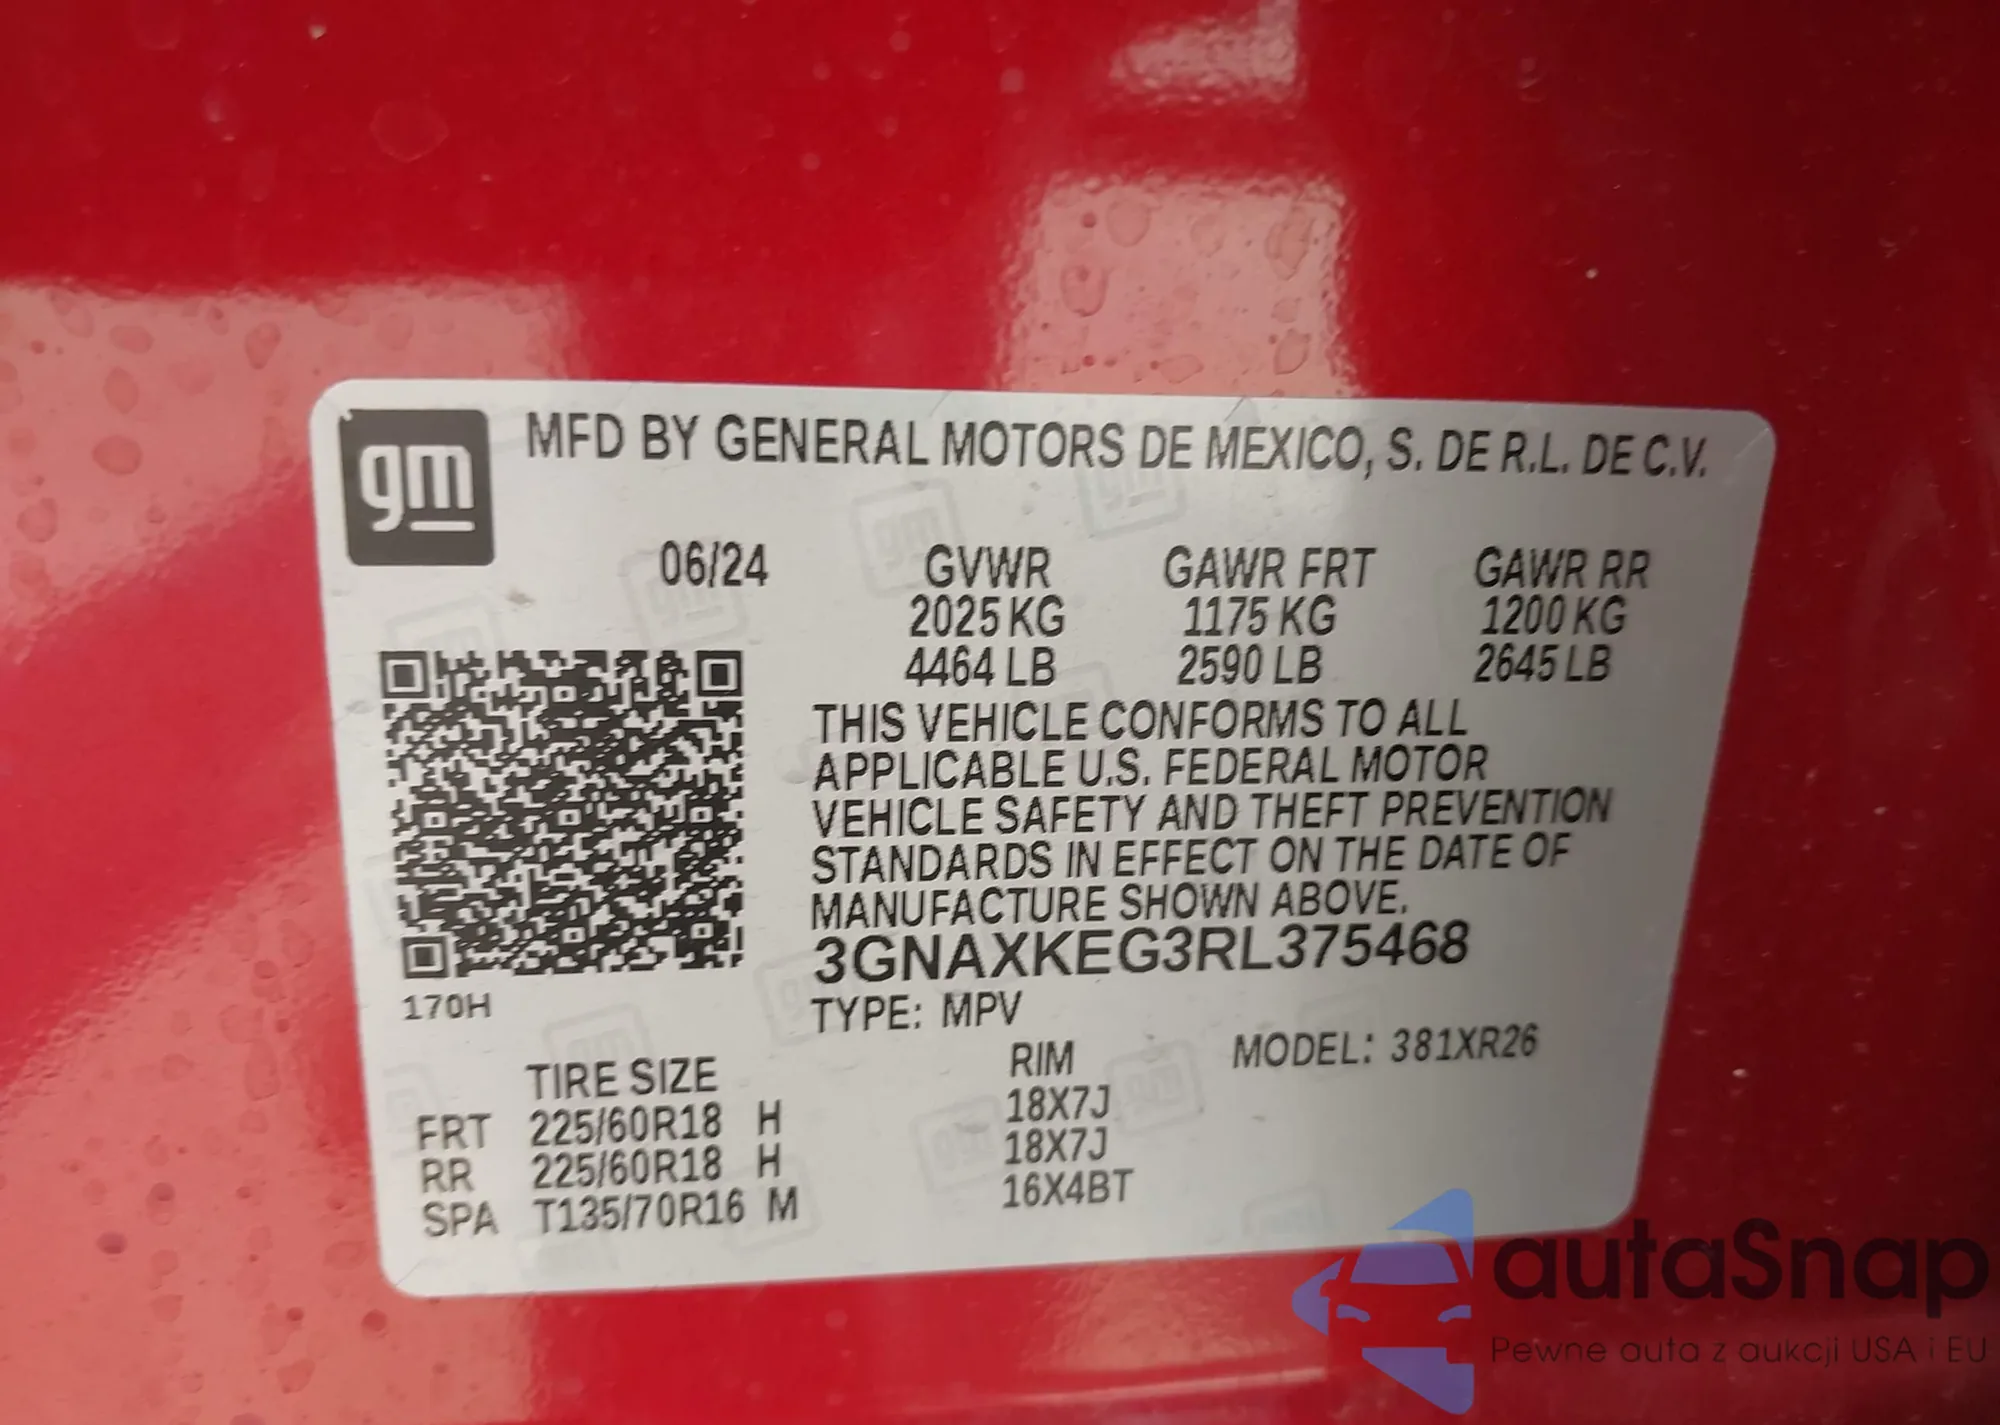 gm
MFD BY GENERAL MOTORS DE MEXICO, S. DE R.L. DE C.V.
06/24 GVWR GAWR FRT GAWR RR
2025 KG 1175 KG 1200 KG
4464 LB 2590 LB 2645 LB
THIS VEHICLE CONFORMS TO ALL
APPLICABLE U.S. FEDERAL MOTOR
VEHICLE SAFETY AND THEFT PREVENTION
STANDARDS IN EFFECT ON THE DATE OF
MANUFACTURE SHOWN ABOVE.
3GNAXKEG3RL375468
170H
TYPE: MPV
TIRE SIZE RIM MODEL: 381XR26
FRT 225/60R18 H 18X7J
RR 225/60R18 H 18X7J
SPA T135/70R16 M 16X4BT
autaSnap
Pewne auta z aukcji USA i EU